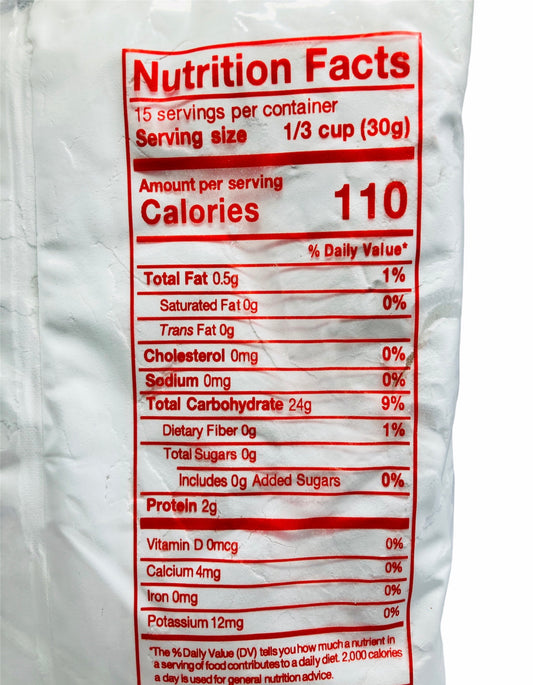 Nutrition Facts
15 servings per container
Serving size 1/3 cup (30g)
Amount per serving
Calories 110
% Daily Value*
Total Fat 0.5g 1%
Saturated Fat 0g 0%
Trans Fat 0g
Cholesterol 0mg 0%
Sodium 0mg 0%
Total Carbohydrate 24g 9%
Dietary Fiber 0g 1%
Total Sugars 0g
Includes 0g Added Sugars 0%
Protein 2g
Vitamin D 0mcg 0%
Calcium 4mg 0%
Iron 0mg 0%
Potassium 12mg 0%
*The % Daily Value (DV) tells you how much a nutrient in
a serving of food contributes to a daily diet. 2,000 calories
a day is used for general nutrition advice.